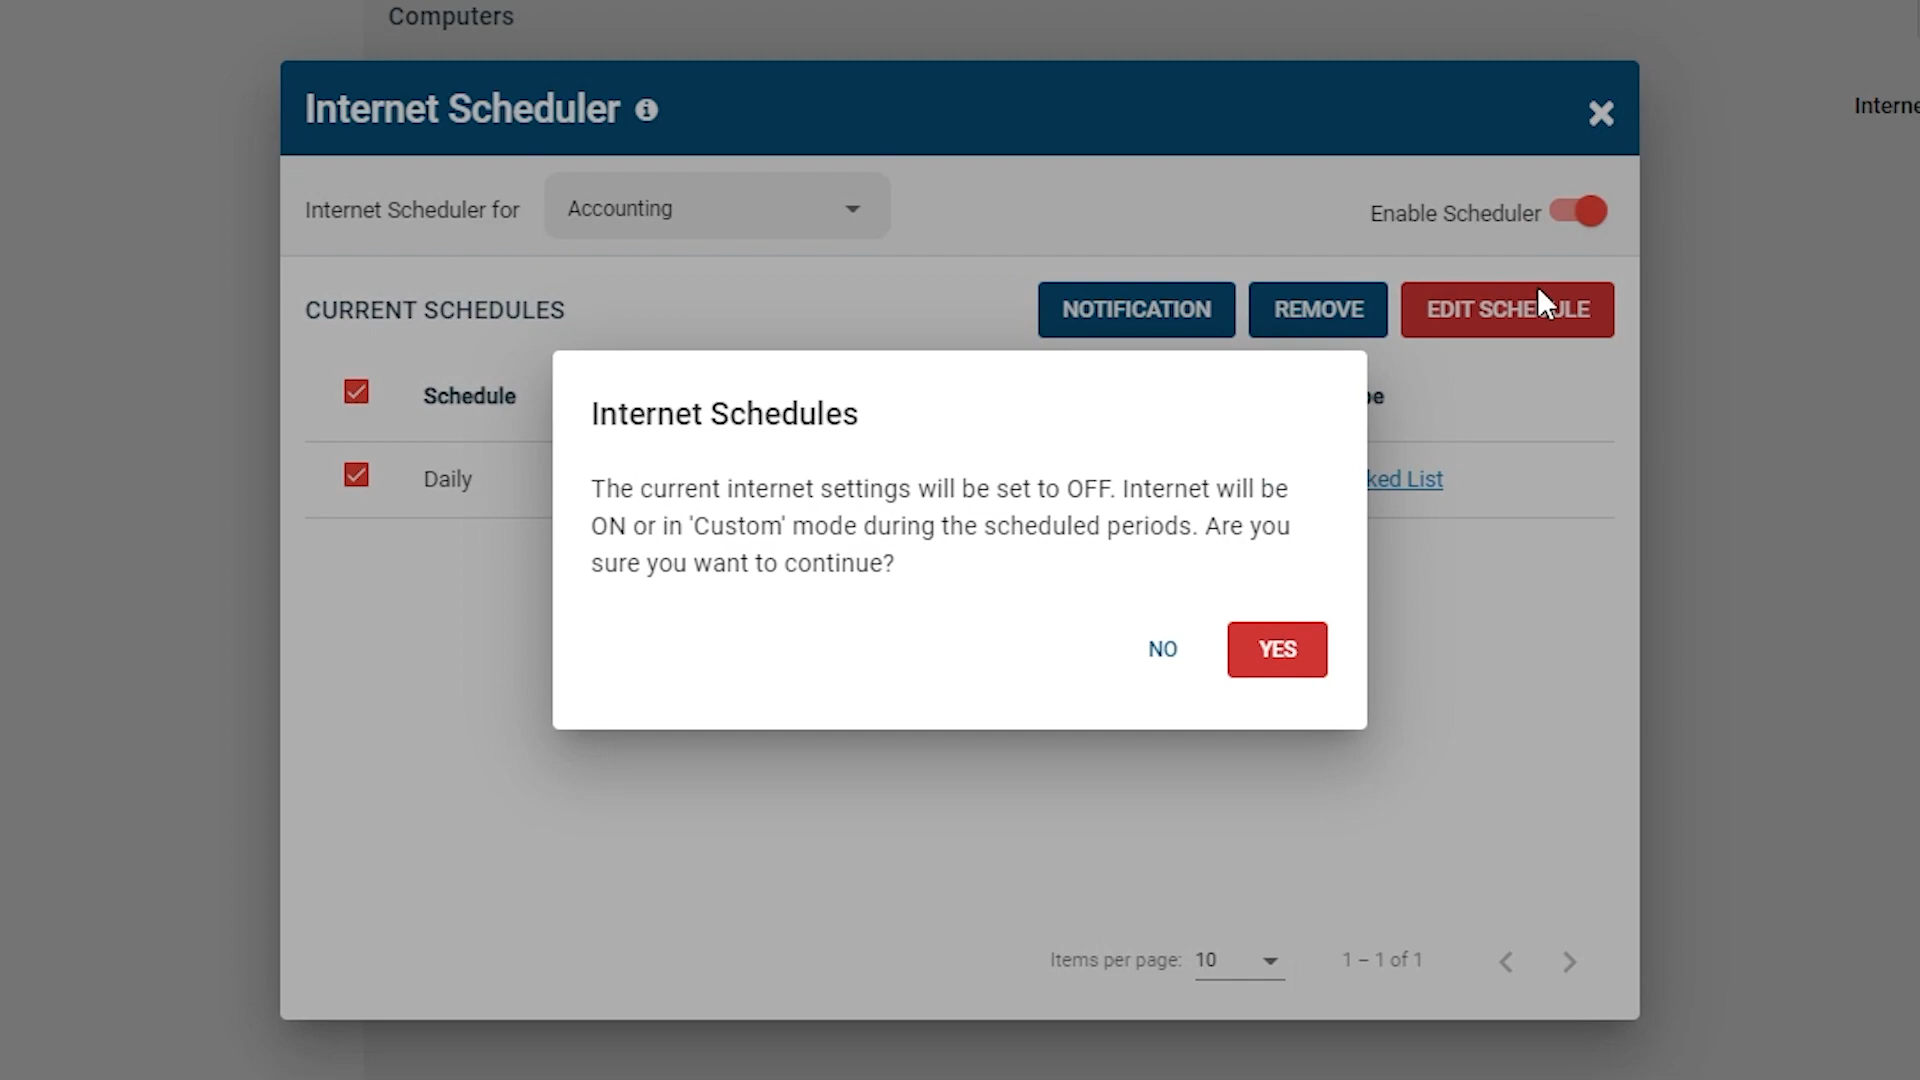 Computers
Internet Scheduler
Interne
Internet Scheduler for
Accounting
Enable Scheduler
CURRENT SCHEDULES
NOTIFICATION
REMOVE
EDIT SCHEDULE
Schedule
Daily
ked List
Internet Schedules
The current internet settings will be set to OFF. Internet will be
ON or in 'Custom' mode during the scheduled periods. Are you
sure you want to continue?
NO
YES
Items per page: 10
1 – 1 of 1